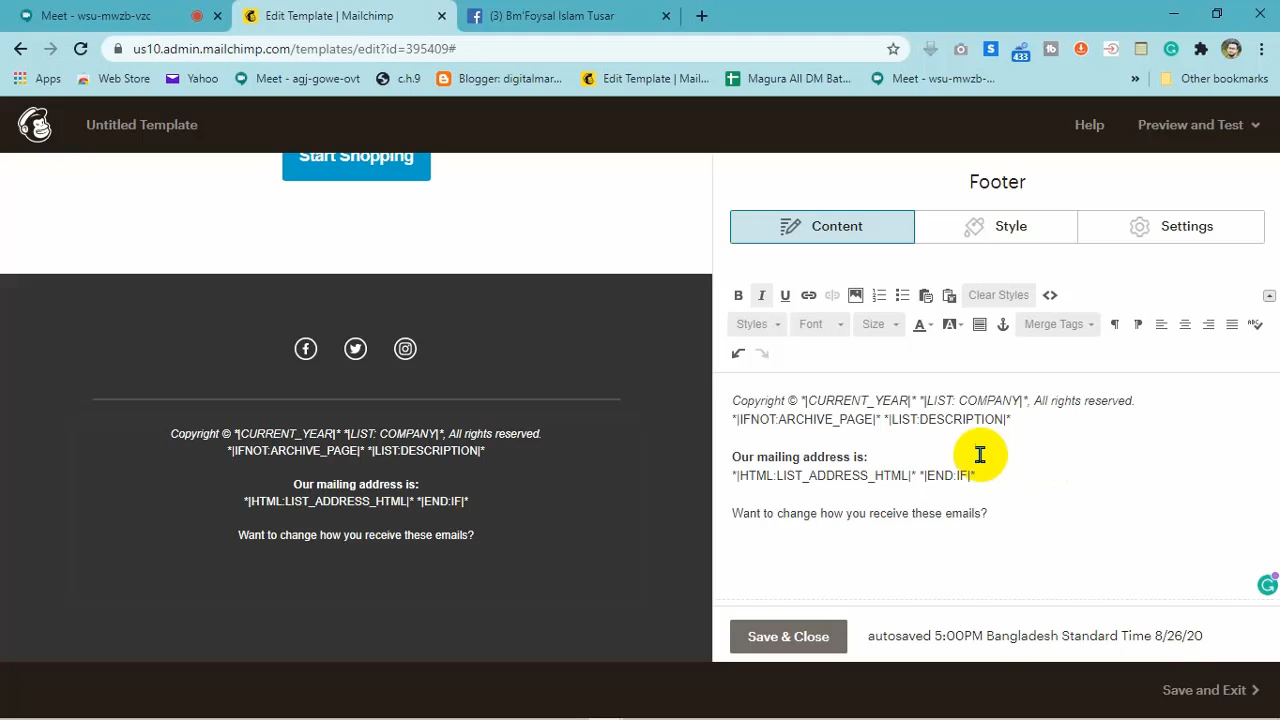 Meet - wsu-mwzb-vzc
Edit Template | Mailchimp
(3) Bm'Foysal Islam Tusar
us10.admin.mailchimp.com/templates/edit?id=395409#
433
Apps
Web Store
Yahoo
Meet - agj-gowe-ovt
c.h.9
Blogger: digitalmar...
Edit Template | Mail...
Magura All DM Bat...
Meet - wsu-mwzb-...
Other bookmarks
Untitled Template
Help
Preview and Test
Start Shopping
Copyright © *|CURRENT_YEAR|* *|LIST: COMPANY|*, All rights reserved.
*|IFNOT:ARCHIVE_PAGE|* *|LIST:DESCRIPTION|*
Our mailing address is:
*|HTML:LIST_ADDRESS_HTML|* *|END:IF|*
Want to change how you receive these emails?
Footer
Content
Style
Settings
B I U
Clear Styles
Styles
Font
Size
A
A
Merge Tags
Copyright © *|CURRENT_YEAR|* *|LIST: COMPANY|*, All rights reserved.
*|IFNOT:ARCHIVE_PAGE|* *|LIST:DESCRIPTION|*
Our mailing address is:
*|HTML:LIST_ADDRESS_HTML|* *|END:IF|*
Want to change how you receive these emails?
Save & Close
autosaved 5:00PM Bangladesh Standard Time 8/26/20
Save and Exit